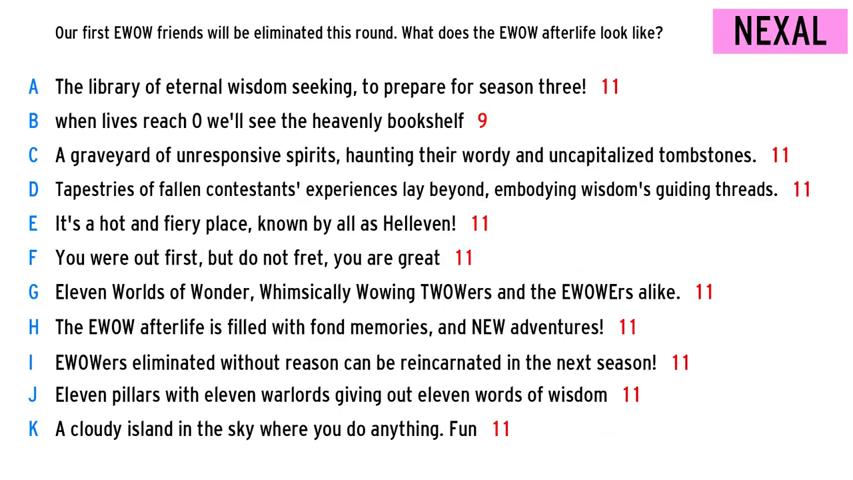 Our first EWOW friends will be eliminated this round. What does the EWOW afterlife look like?
NEXAL
A The library of eternal wisdom seeking, to prepare for season three! 11
B when lives reach 0 we'll see the heavenly bookshelf 9
C A graveyard of unresponsive spirits, haunting their wordy and uncapitalized tombstones. 11
D Tapestries of fallen contestants' experiences lay beyond, embodying wisdom's guiding threads. 11
E It's a hot and fiery place, known by all as Helleven! 11
F You were out first, but do not fret, you are great 11
G Eleven Worlds of Wonder, Whimsically Wowing TWOWers and the EWOWErs alike. 11
H The EWOW afterlife is filled with fond memories, and NEW adventures! 11
I EWOWers eliminated without reason can be reincarnated in the next season! 11
J Eleven pillars with eleven warlords giving out eleven words of wisdom 11
K A cloudy island in the sky where you do anything. Fun 11